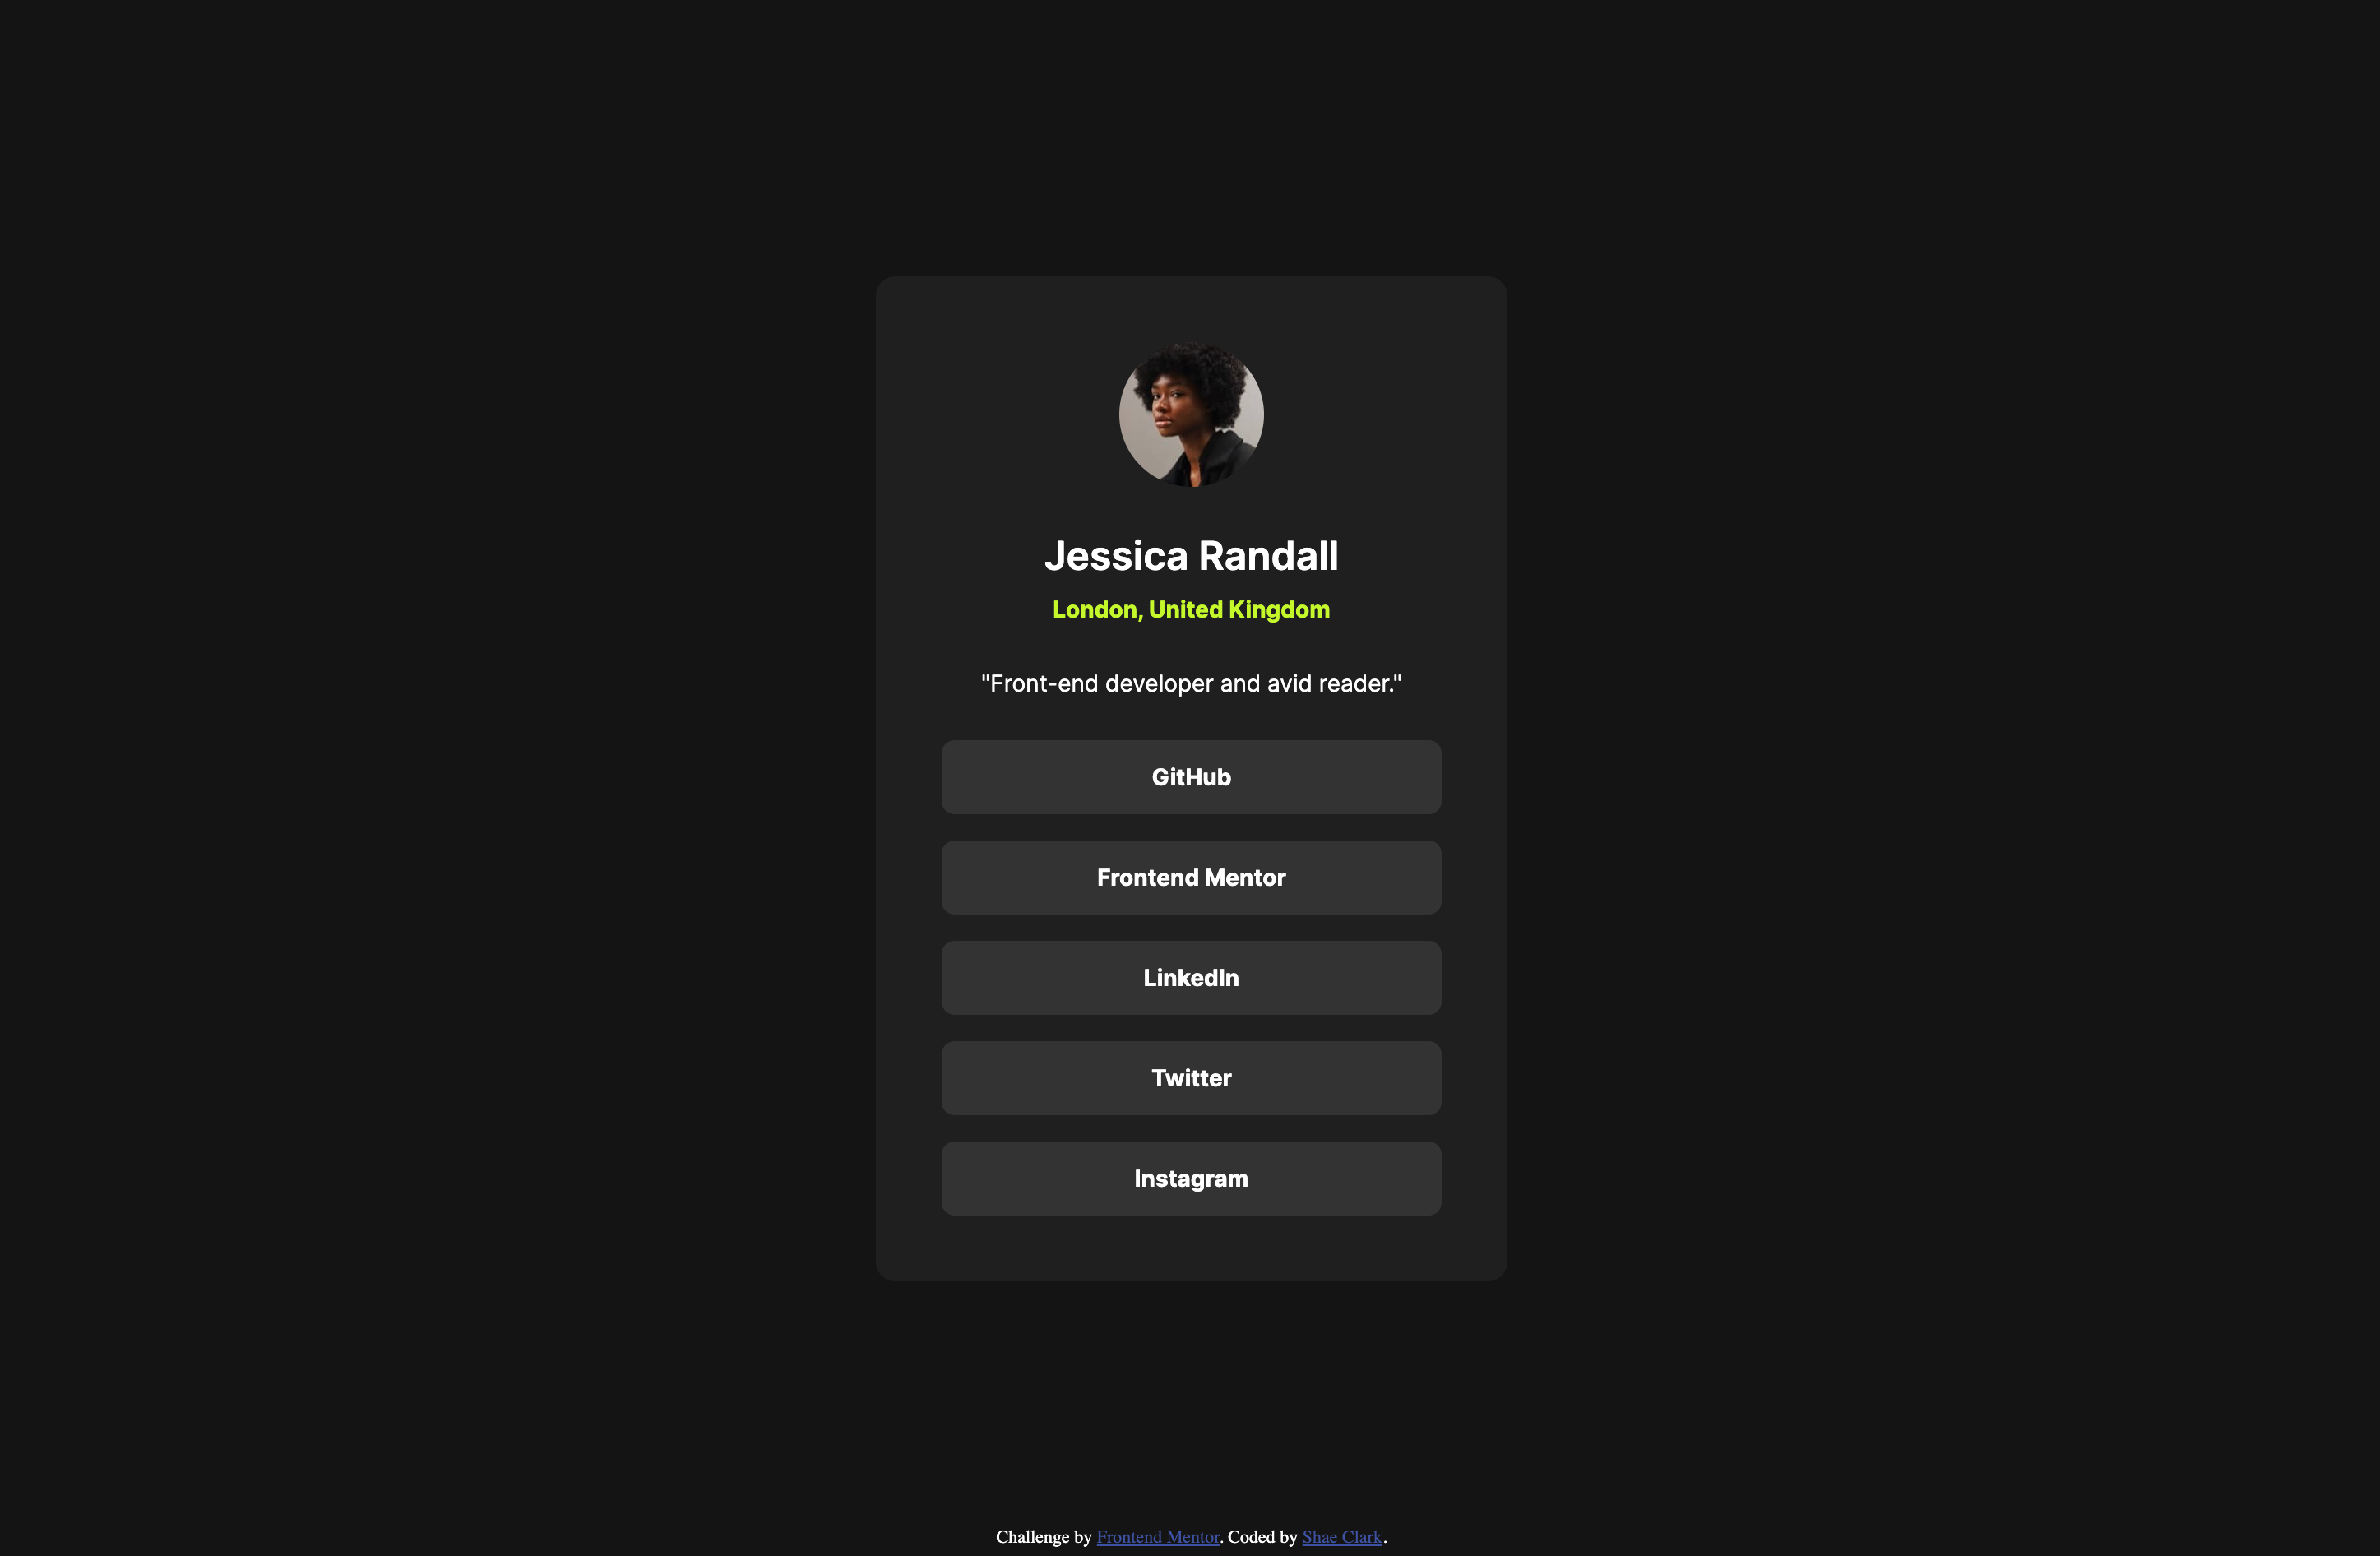 Jessica Randall
London, United Kingdom
"Front-end developer and avid reader."
GitHub
Frontend Mentor
LinkedIn
Twitter
Instagram
Challenge by Frontend Mentor. Coded by Shae Clark.